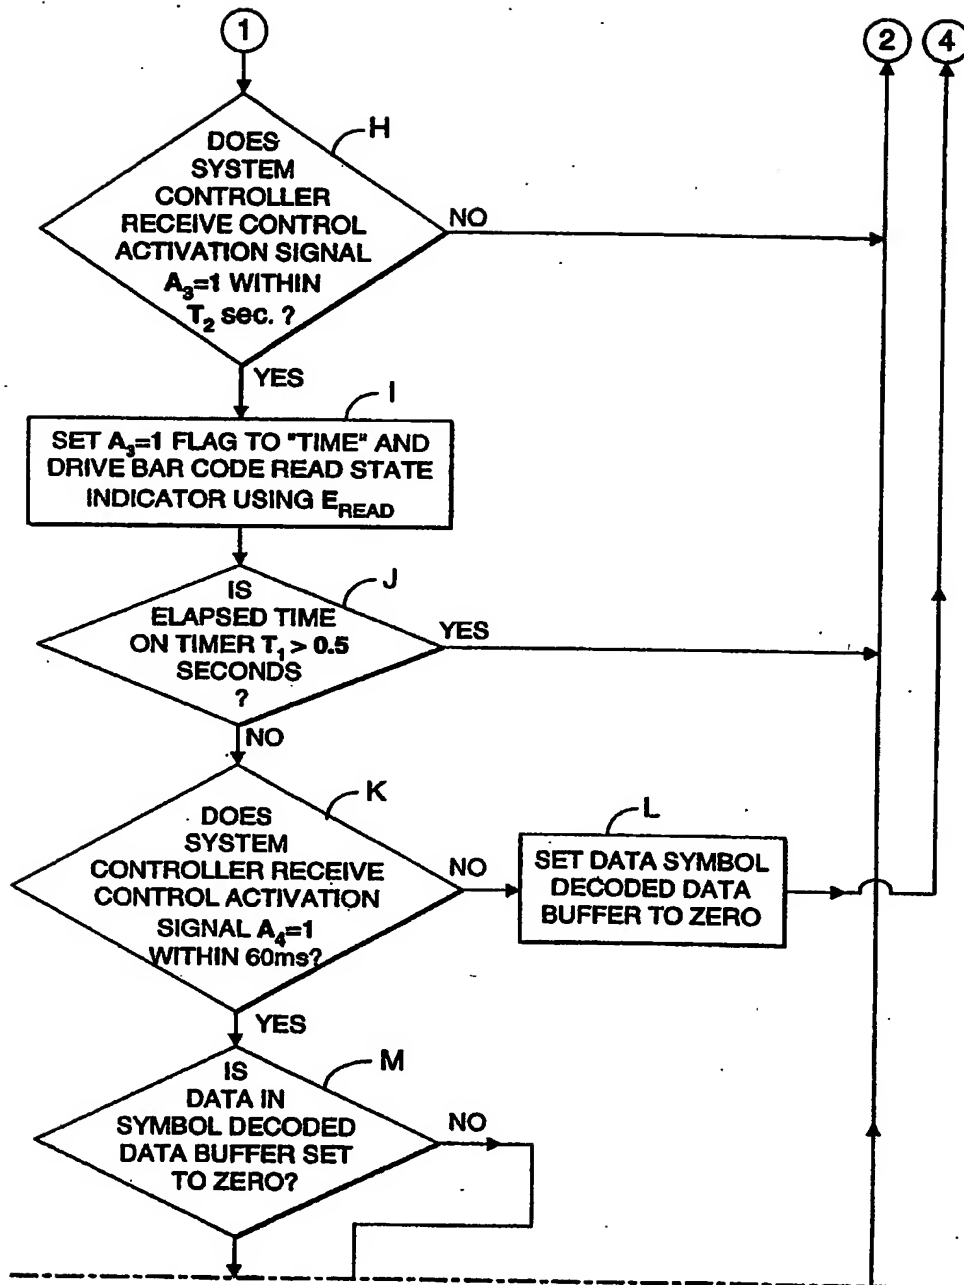 1
2
4
H
DOES
SYSTEM
CONTROLLER
RECEIVE CONTROL
ACTIVATION SIGNAL
A₃=1 WITHIN
T₂ sec. ?
NO
YES
I
SET A₃=1 FLAG TO "TIME" AND
DRIVE BAR CODE READ STATE
INDICATOR USING E_READ
J
IS
ELAPSED TIME
ON TIMER T₁ > 0.5
SECONDS
?
YES
NO
K
DOES
SYSTEM
CONTROLLER RECEIVE
CONTROL ACTIVATION
SIGNAL A₄=1
WITHIN 60ms?
NO
L
SET DATA SYMBOL
DECODED DATA
BUFFER TO ZERO
YES
M
IS
DATA IN
SYMBOL DECODED
DATA BUFFER SET
TO ZERO?
NO